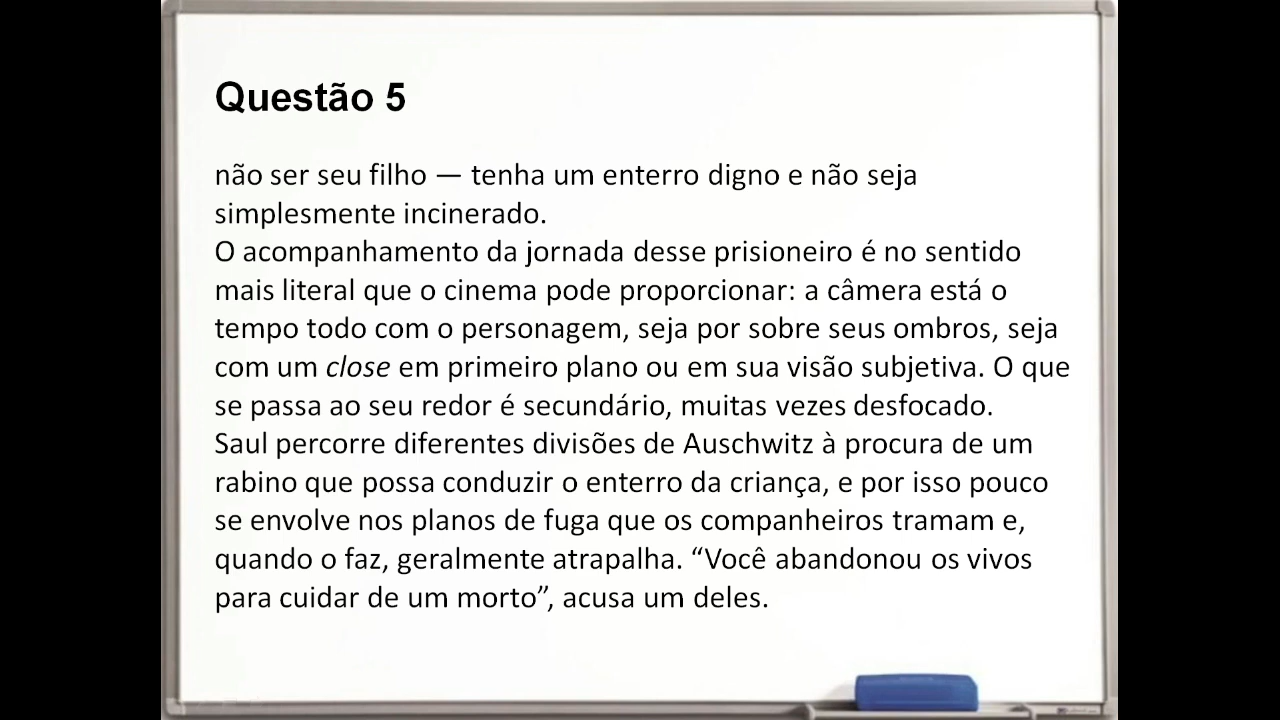 Questão 5
não ser seu filho — tenha um enterro digno e não seja
simplesmente incinerado.
O acompanhamento da jornada desse prisioneiro é no sentido
mais literal que o cinema pode proporcionar: a câmera está o
tempo todo com o personagem, seja por sobre seus ombros, seja
com um close em primeiro plano ou em sua visão subjetiva. O que
se passa ao seu redor é secundário, muitas vezes desfocado.
Saul percorre diferentes divisões de Auschwitz à procura de um
rabino que possa conduzir o enterro da criança, e por isso pouco
se envolve nos planos de fuga que os companheiros tramam e,
quando o faz, geralmente atrapalha. “Você abandonou os vivos
para cuidar de um morto”, acusa um deles.